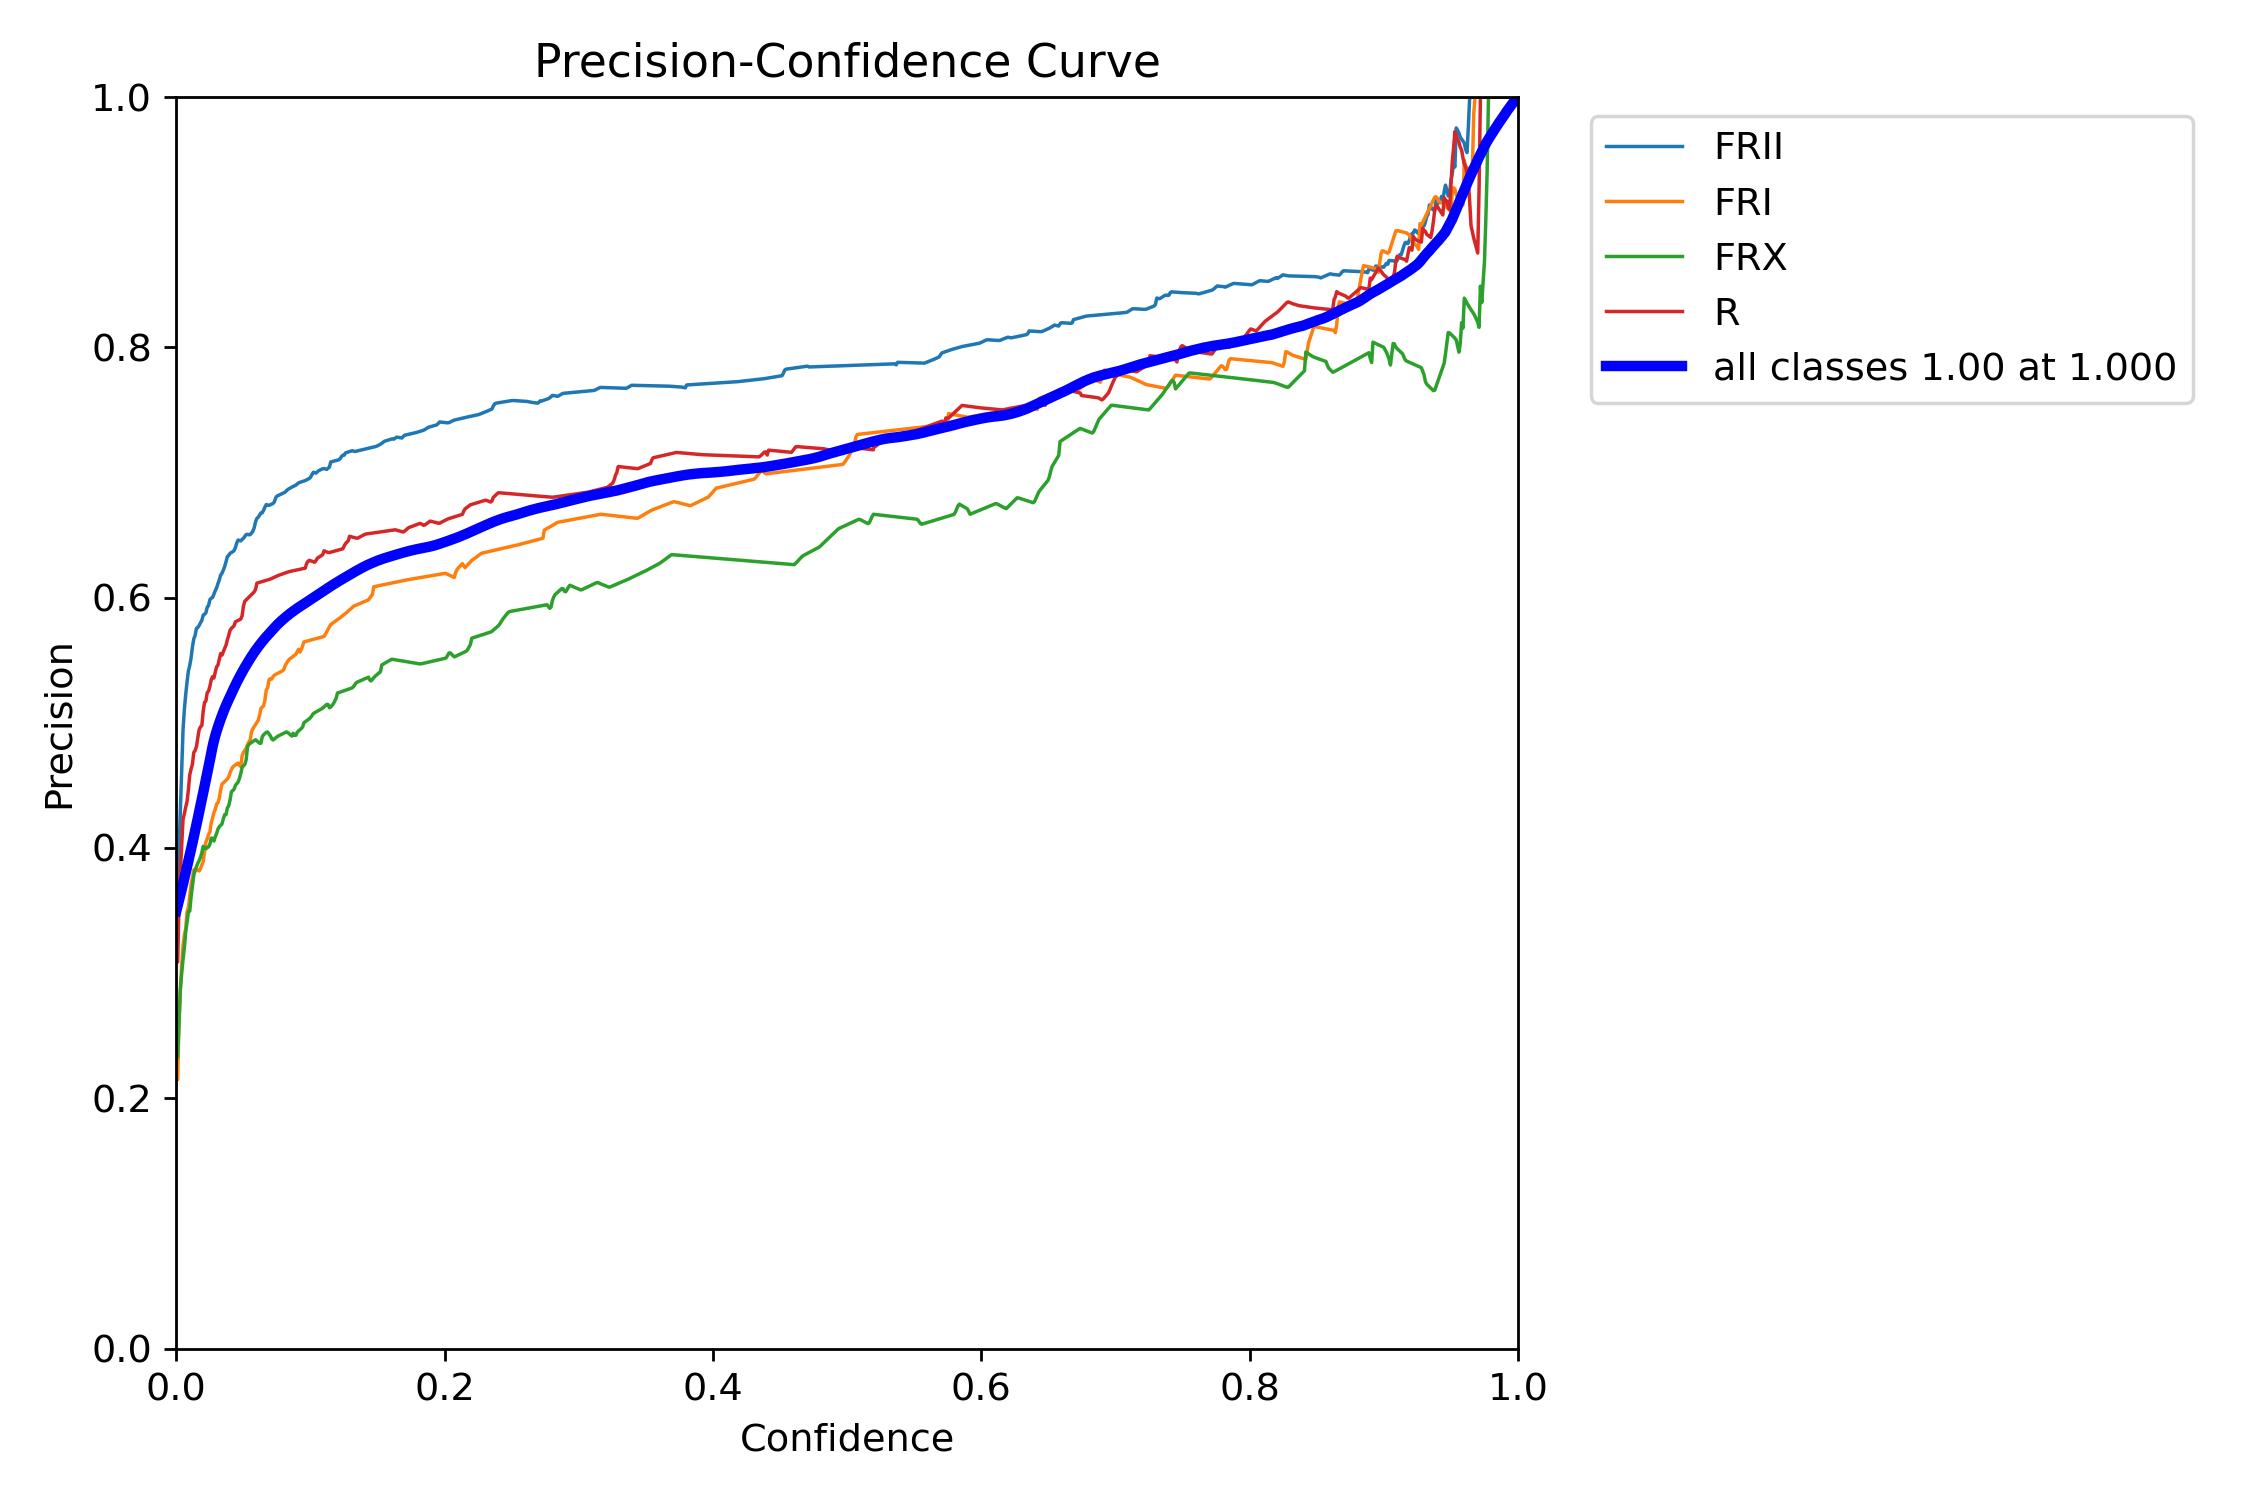 Precision-Confidence Curve
1.0
0.8
0.6
0.4
0.2
0.0
Precision
0.0 0.2 0.4 0.6 0.8 1.0
Confidence
FRII
FRI
FRX
R
all classes 1.00 at 1.000